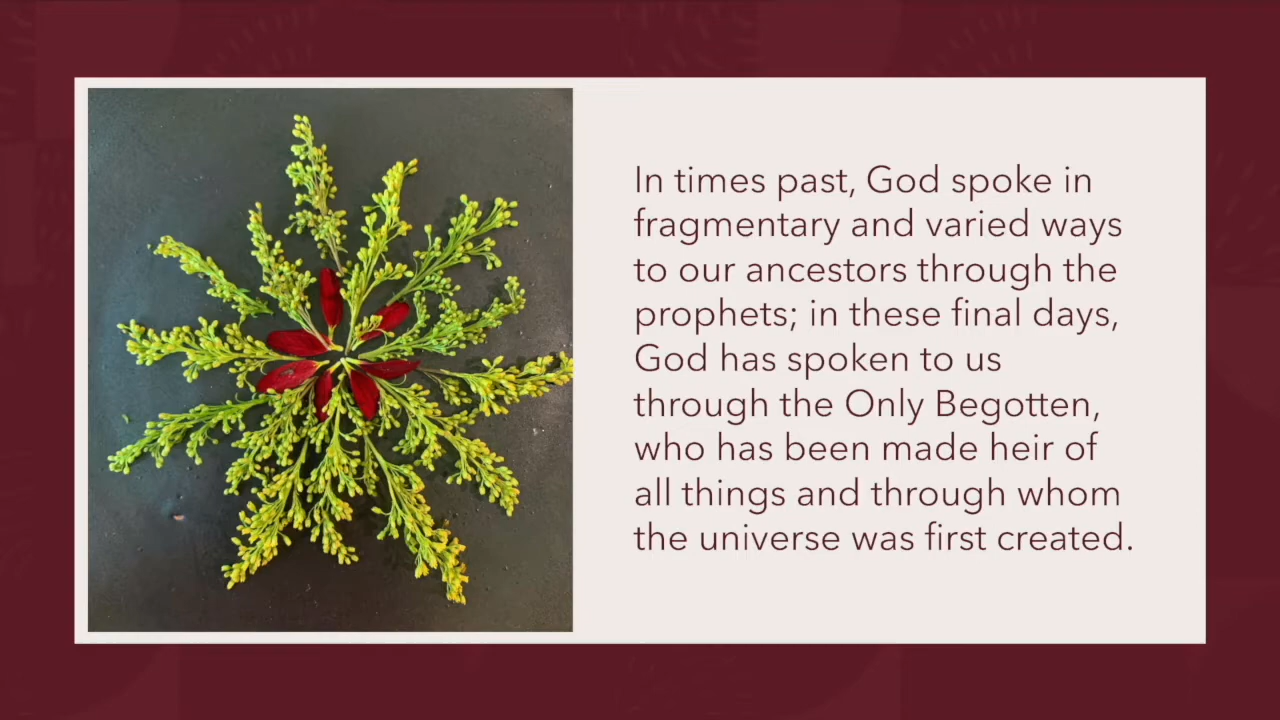 In times past, God spoke in
fragmentary and varied ways
to our ancestors through the
prophets; in these final days,
God has spoken to us
through the Only Begotten,
who has been made heir of
all things and through whom
the universe was first created.